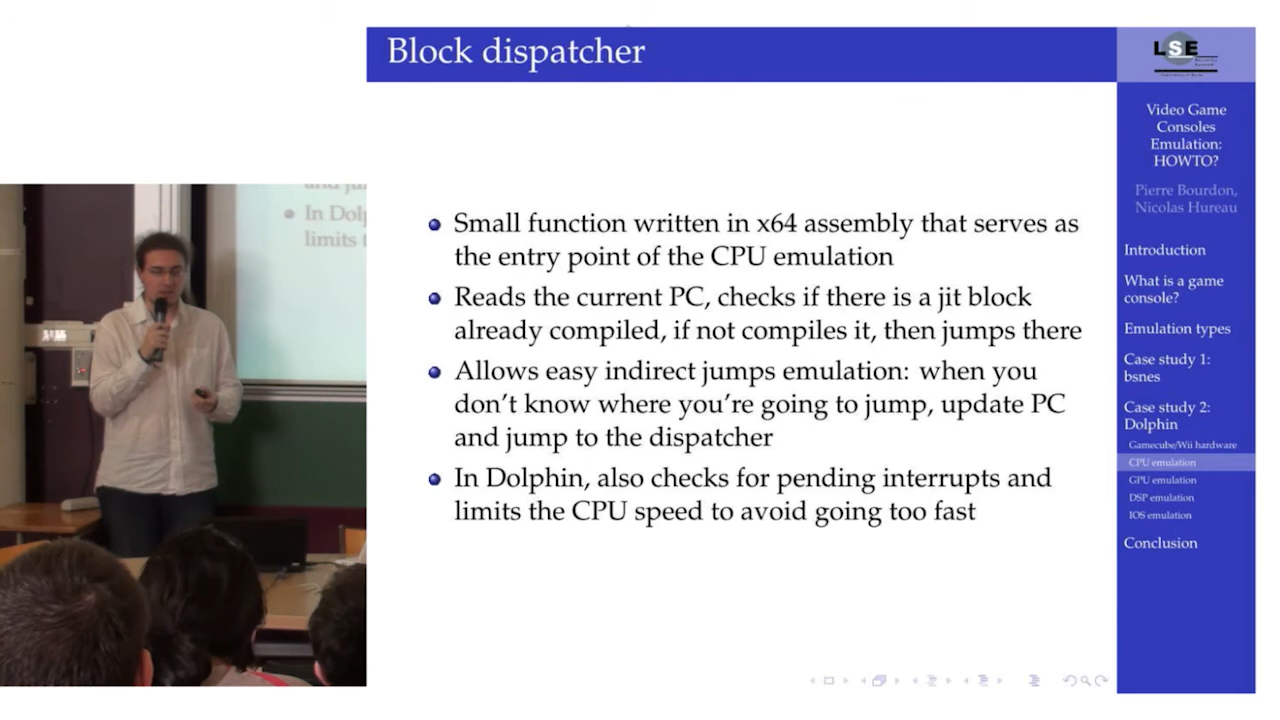 Block dispatcher
LSE
Video Game
Consoles
Emulation:
HOWTO?
Pierre Bourdon,
Nicolas Hureau
Introduction
What is a game
console?
Emulation types
Case study 1:
bsnes
Case study 2:
Dolphin
Gamecube/Wii hardware
CPU emulation
GPU emulation
DSP emulation
IOS emulation
Conclusion
Small function written in x64 assembly that serves as
the entry point of the CPU emulation
Reads the current PC, checks if there is a jit block
already compiled, if not compiles it, then jumps there
Allows easy indirect jumps emulation: when you
don't know where you're going to jump, update PC
and jump to the dispatcher
In Dolphin, also checks for pending interrupts and
limits the CPU speed to avoid going too fast
In Dol
limits